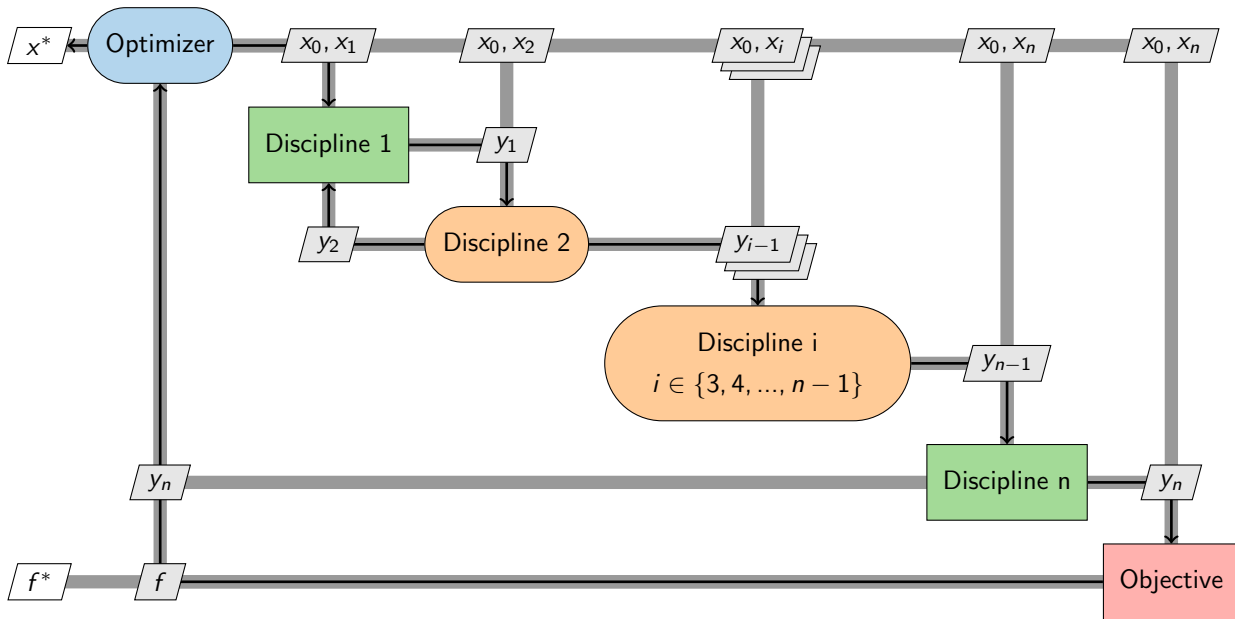 x*
Optimizer
x₀, x₁
x₀, x₂
x₀, xᵢ
x₀, xₙ
x₀, xₙ
Discipline 1
y₁
y₂
Discipline 2
yᵢ₋₁
Discipline i
i ∈ {3, 4, ..., n − 1}
yₙ₋₁
yₙ
Discipline n
yₙ
f*
f
Objective